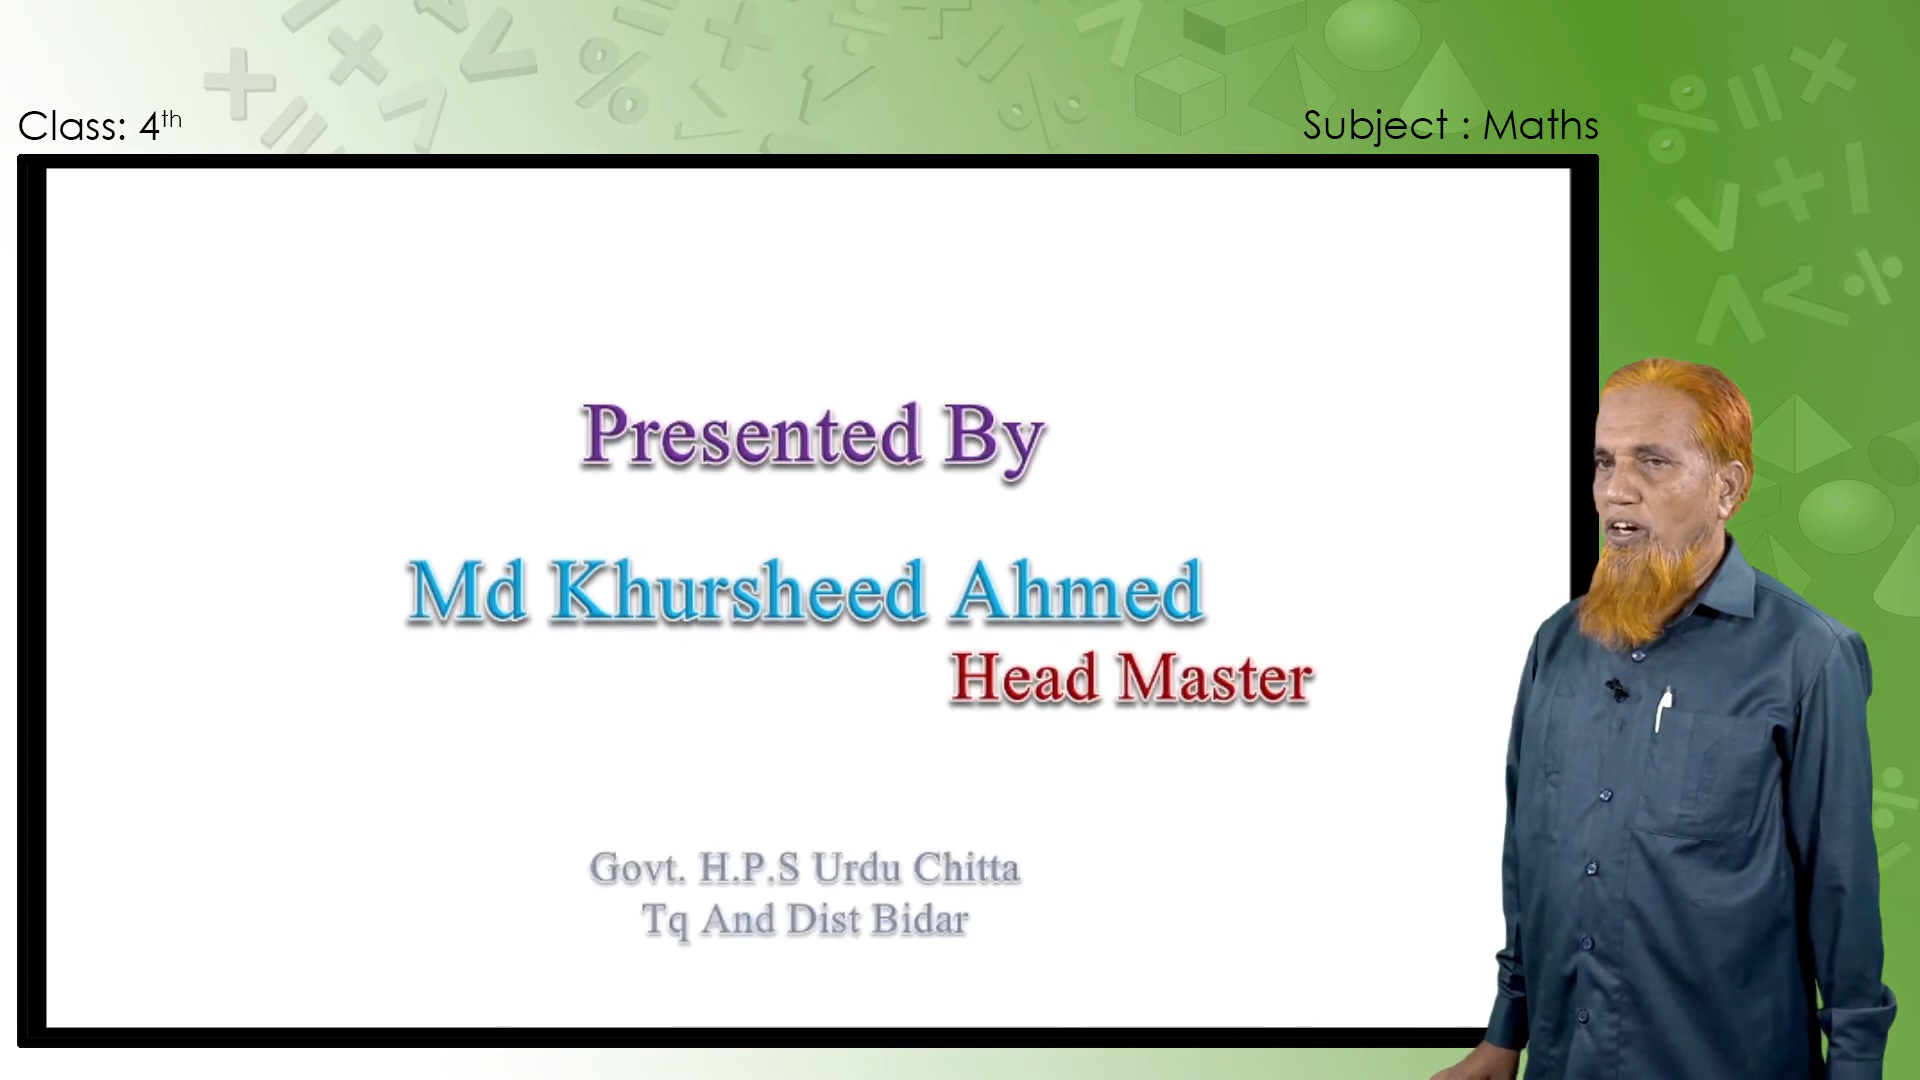 Class: 4th
Subject : Maths
Presented By
Md Khursheed Ahmed
Head Master
Govt. H.P.S Urdu Chitta
Tq And Dist Bidar